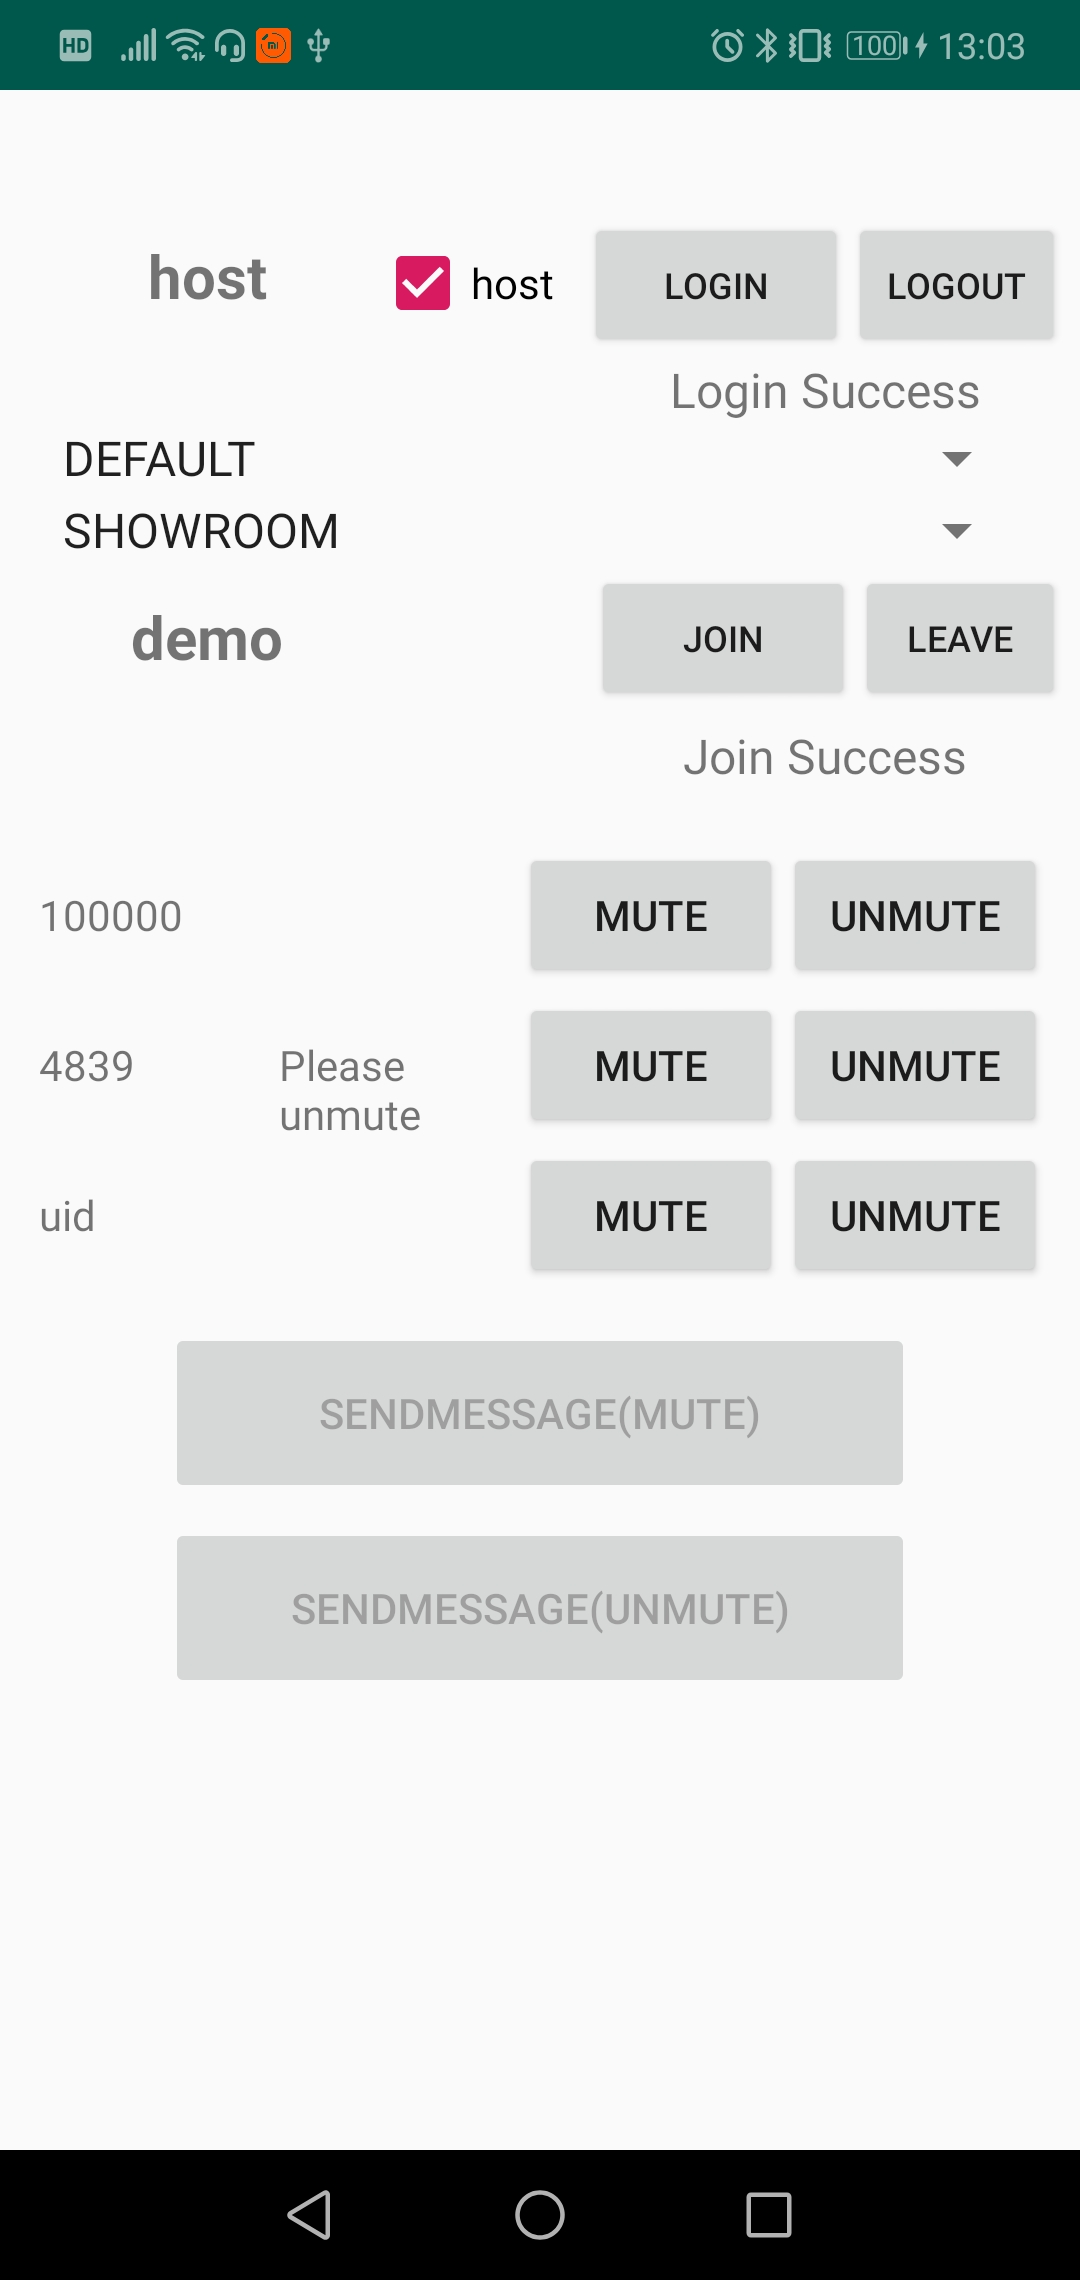 HD 100 13:03
host host LOGIN LOGOUT
Login Success
DEFAULT
SHOWROOM
demo JOIN LEAVE
Join Success
100000 MUTE UNMUTE
4839 Please MUTE UNMUTE
unmute
uid MUTE UNMUTE
SENDMESSAGE(MUTE)
SENDMESSAGE(UNMUTE)